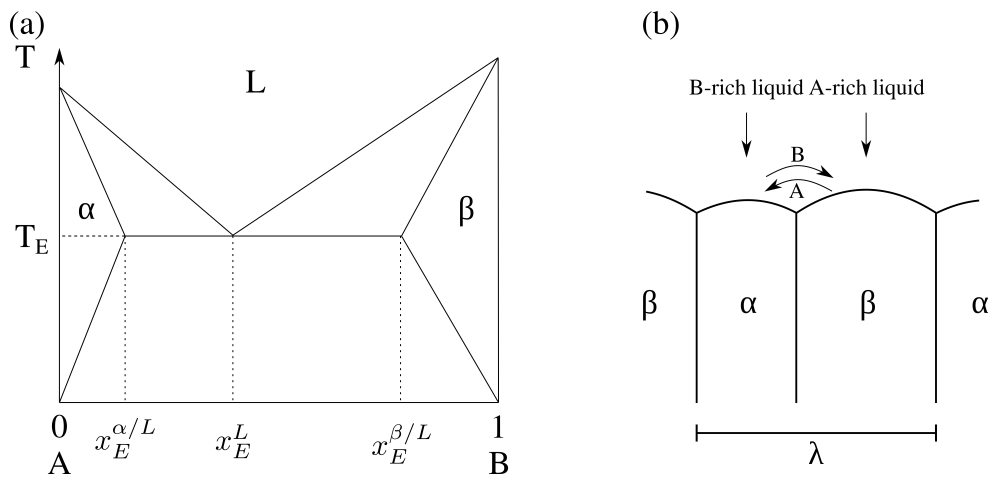 (a)
T
L
α
β
T_E
0
x_E^{α/L}
x_E^L
x_E^{β/L}
1
A
B
(b)
B-rich liquid A-rich liquid
B
A
β
α
β
α
λ